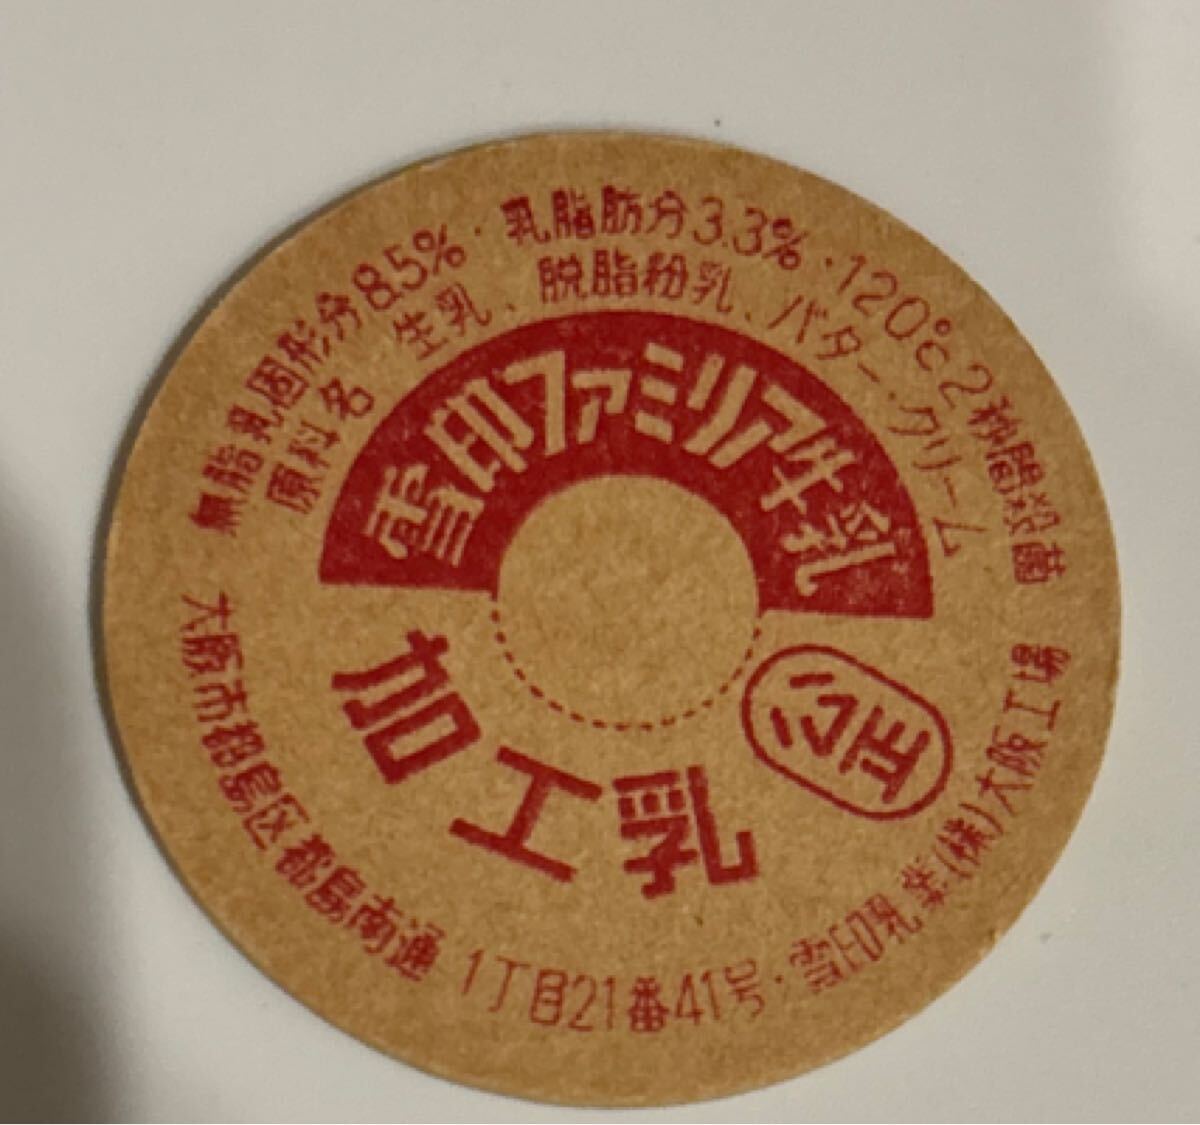 無脂乳固形分8.5%・乳脂肪分3.3%・120℃2秒間殺菌
原料名 生乳、脱脂粉乳、バター、クリーム
雪印ファミリア牛乳
加工乳
公正
大阪市都島区都島南通1丁目21番41号・雪印乳業(株)大阪工場